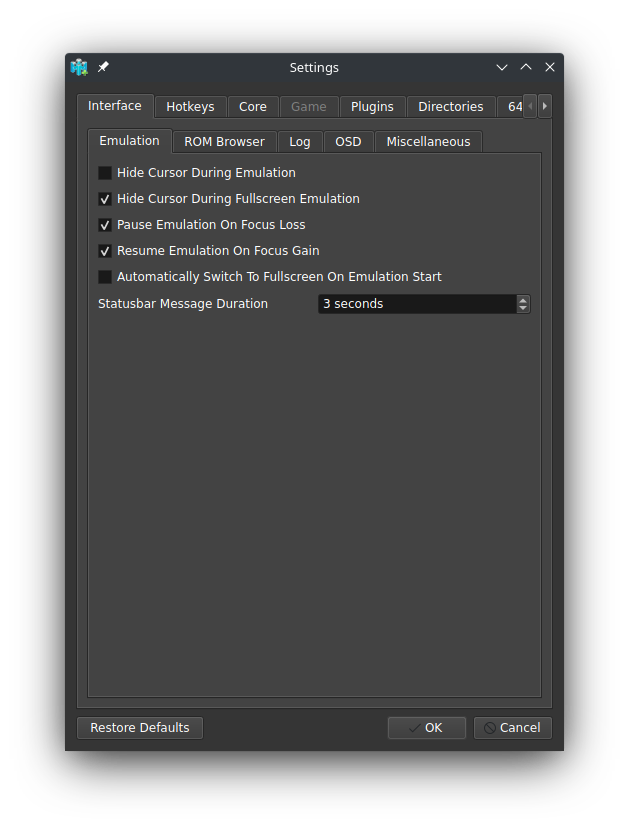 Settings
Interface Hotkeys Core Game Plugins Directories 64
Emulation ROM Browser Log OSD Miscellaneous
Hide Cursor During Emulation
Hide Cursor During Fullscreen Emulation
Pause Emulation On Focus Loss
Resume Emulation On Focus Gain
Automatically Switch To Fullscreen On Emulation Start
Statusbar Message Duration 3 seconds
Restore Defaults OK Cancel